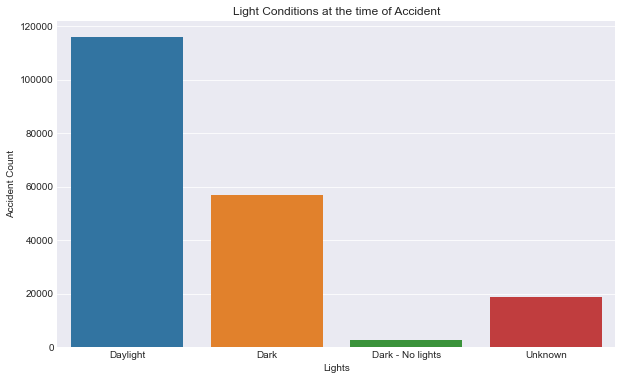 Light Conditions at the time of Accident
120000
100000
80000
60000
40000
20000
0
Accident Count
Daylight
Dark
Dark - No lights
Unknown
Lights